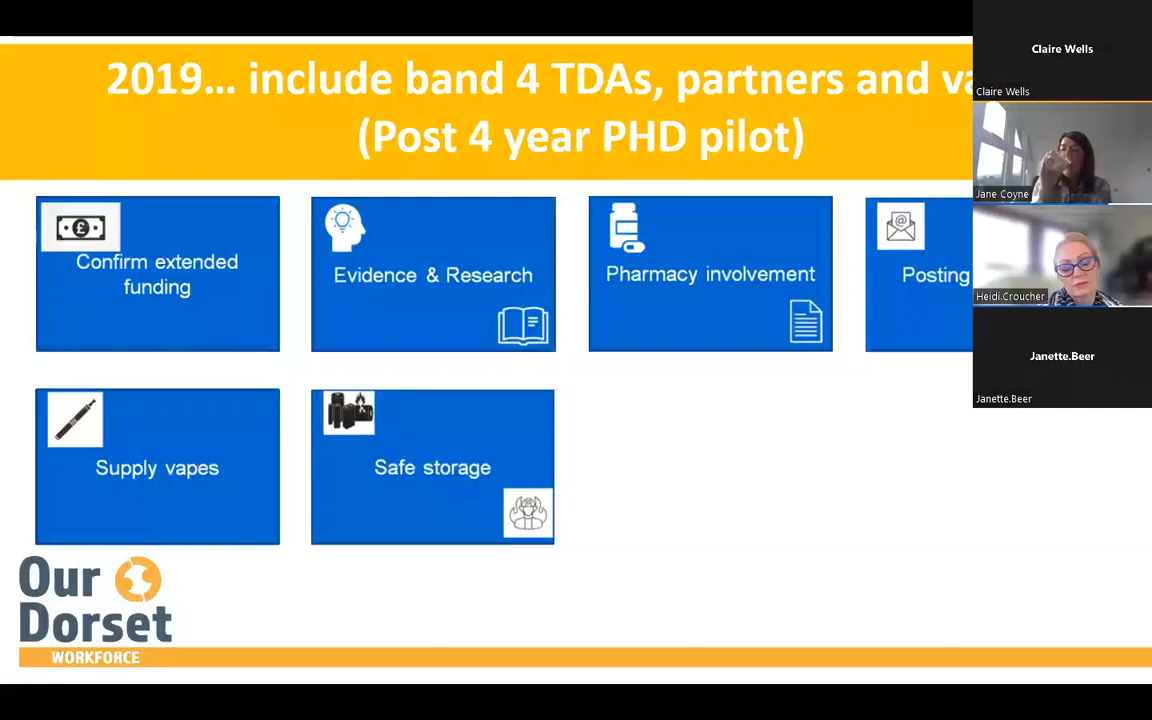 2019... include band 4 TDAs, partners and
(Post 4 year PHD pilot)
Confirm extended
funding
Evidence & Research
Pharmacy involvement
Posting
Supply vapes
Safe storage
Our
Dorset
WORKFORCE
Claire Wells
Claire Wells
Jane Coyne
Heidi.Croucher
Janette.Beer
Janette.Beer